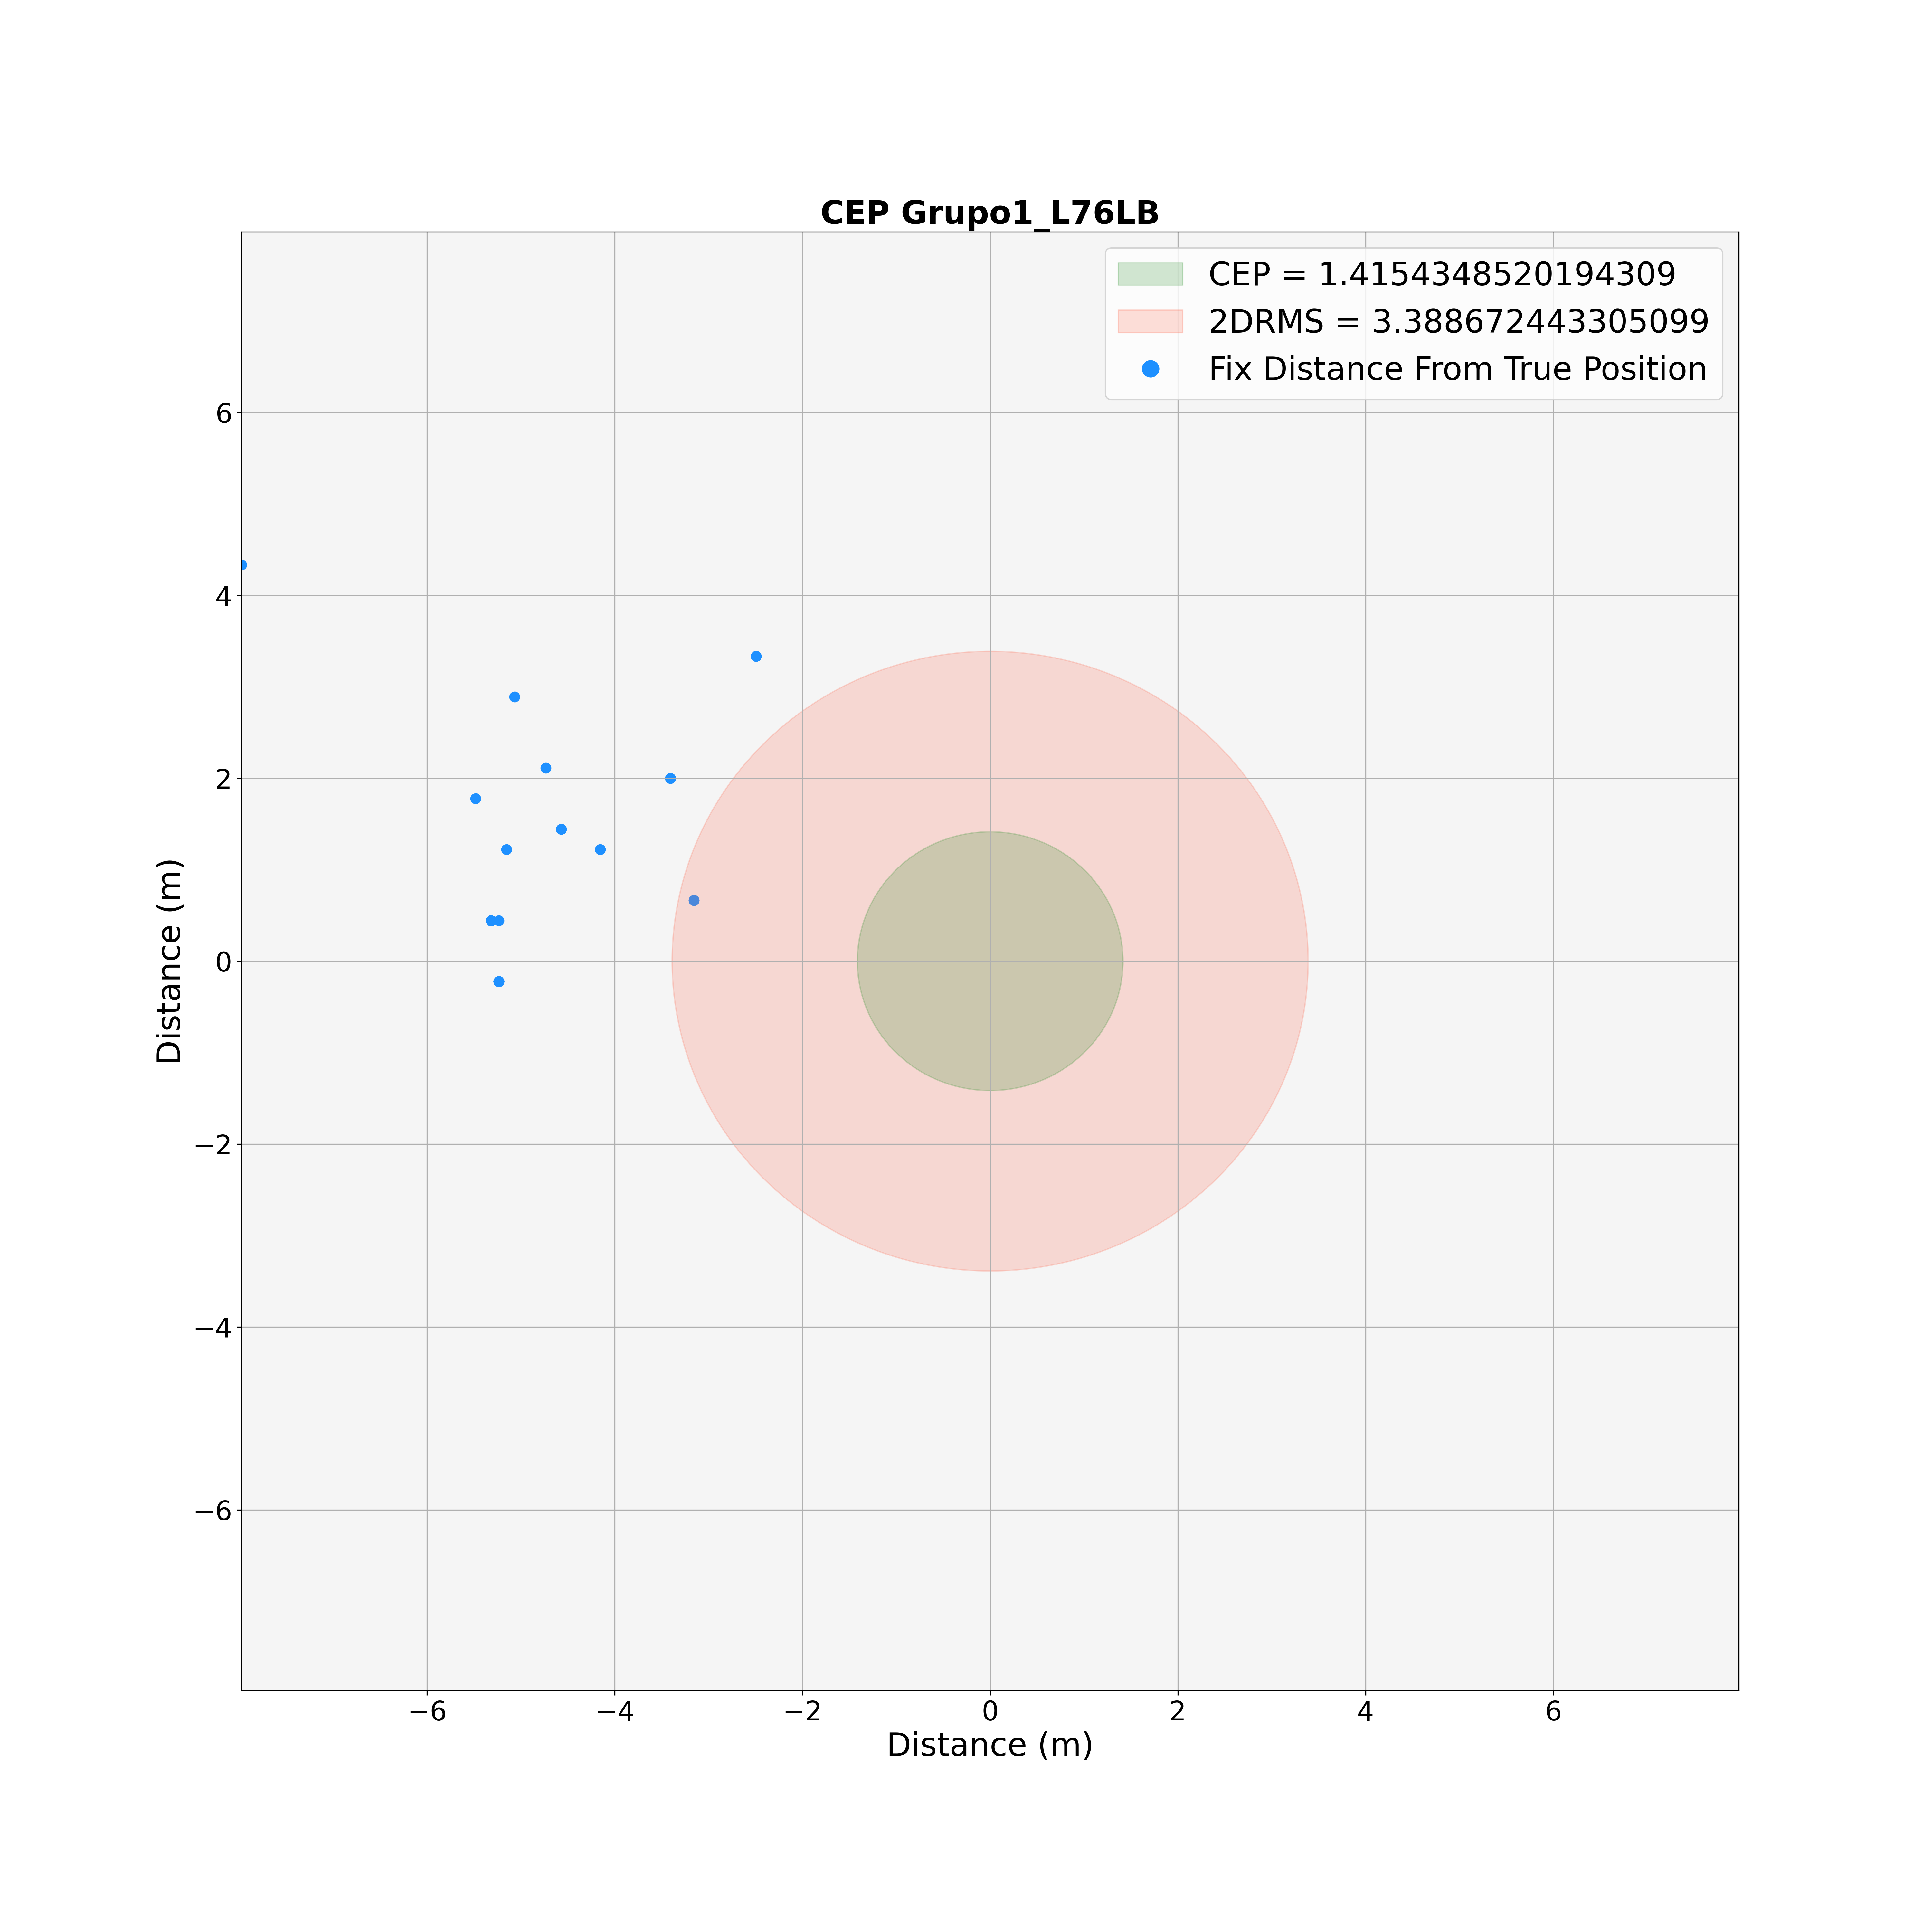 CEP Grupo1_L76LB
CEP = 1.4154348520194309
2DRMS = 3.388672443305099
Fix Distance From True Position
6
4
2
0
−2
−4
−6
Distance (m)
−6 −4 −2 0 2 4 6
Distance (m)